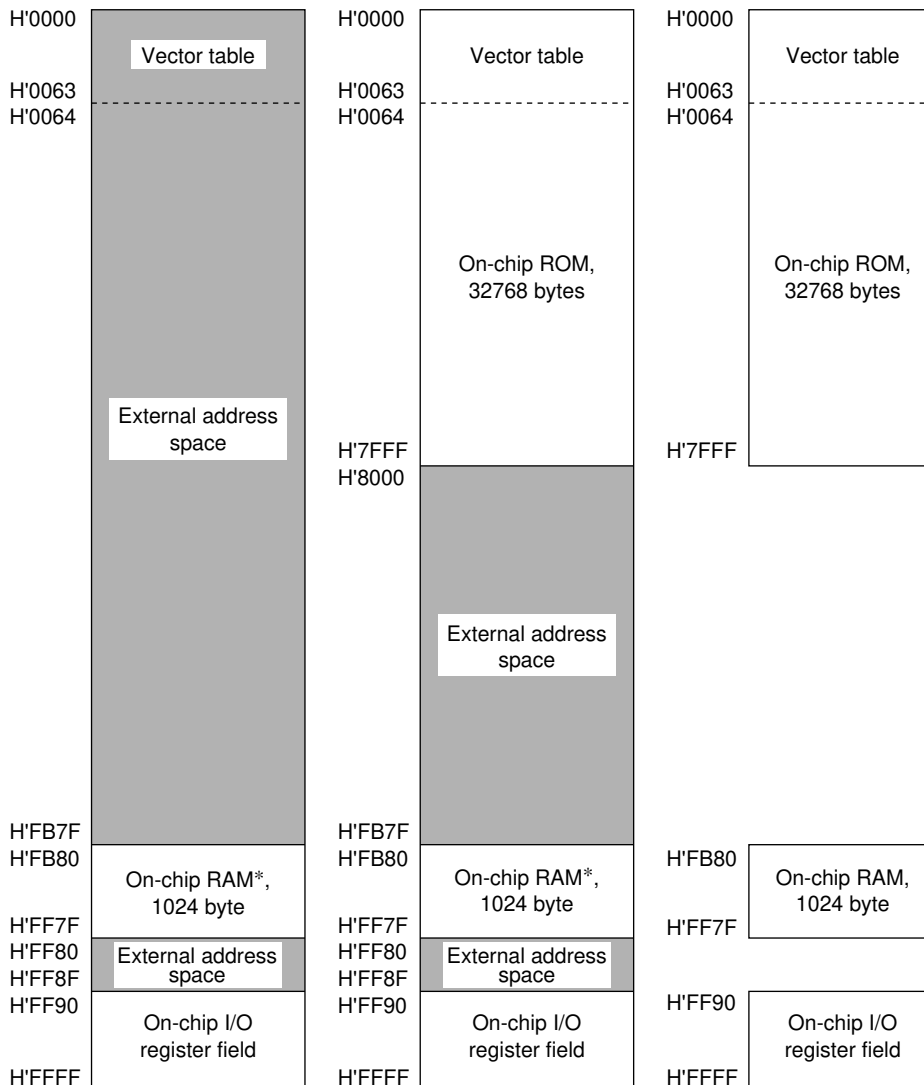 H'0000
Vector table
H'0063
H'0064
External address
space
H'FB7F
H'FB80
On-chip RAM*,
1024 byte
H'FF7F
H'FF80
External address
space
H'FF8F
H'FF90
On-chip I/O
register field
H'FFFF
H'0000
Vector table
H'0063
H'0064
On-chip ROM,
32768 bytes
H'7FFF
H'8000
External address
space
H'FB7F
H'FB80
On-chip RAM*,
1024 byte
H'FF7F
H'FF80
External address
space
H'FF8F
H'FF90
On-chip I/O
register field
H'FFFF
H'0000
Vector table
H'0063
H'0064
On-chip ROM,
32768 bytes
H'7FFF
H'FB80
On-chip RAM,
1024 byte
H'FF7F
H'FF90
On-chip I/O
register field
H'FFFF